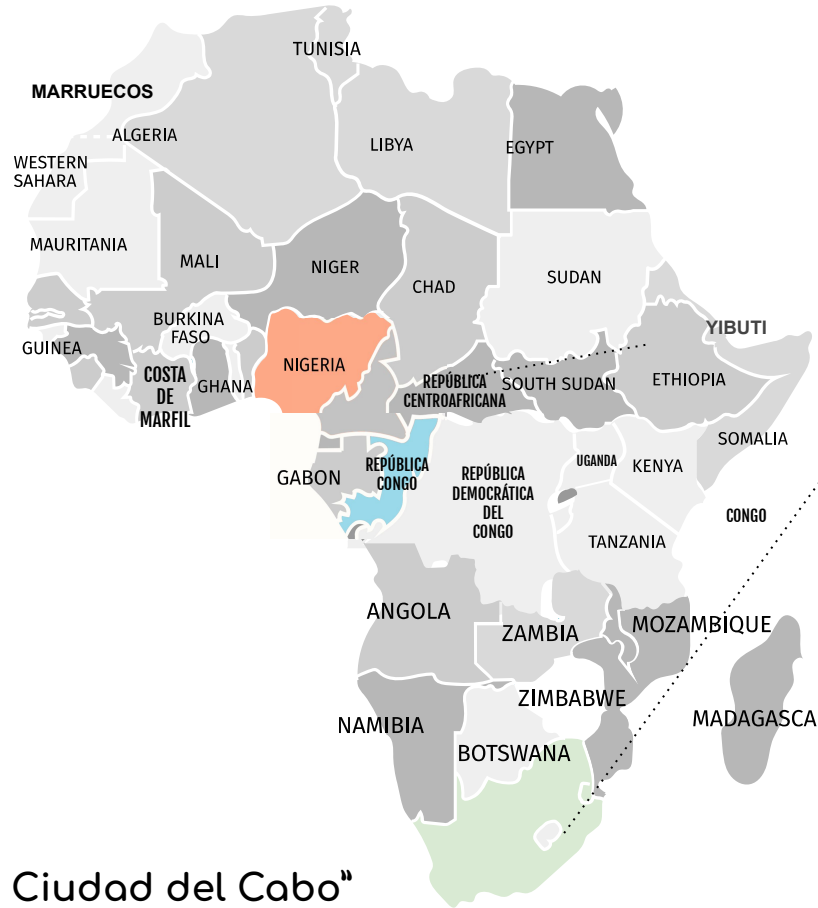 TUNISIA
MARRUECOS
ALGERIA
LIBYA
EGYPT
WESTERN
SAHARA
MAURITANIA
MALI
NIGER
CHAD
SUDAN
BURKINA
FASO
YIBUTI
GUINEA
COSTA
DE
MARFIL
GHANA
NIGERIA
REPÚBLICA
CENTROAFRICANA
SOUTH SUDAN
ETHIOPIA
SOMALIA
GABON
REPÚBLICA
CONGO
REPÚBLICA
DEMOCRÁTICA
DEL
CONGO
UGANDA
KENYA
CONGO
TANZANIA
ANGOLA
ZAMBIA
MOZAMBIQUE
ZIMBABWE
NAMIBIA
BOTSWANA
MADAGASCA
Ciudad del Cabo”